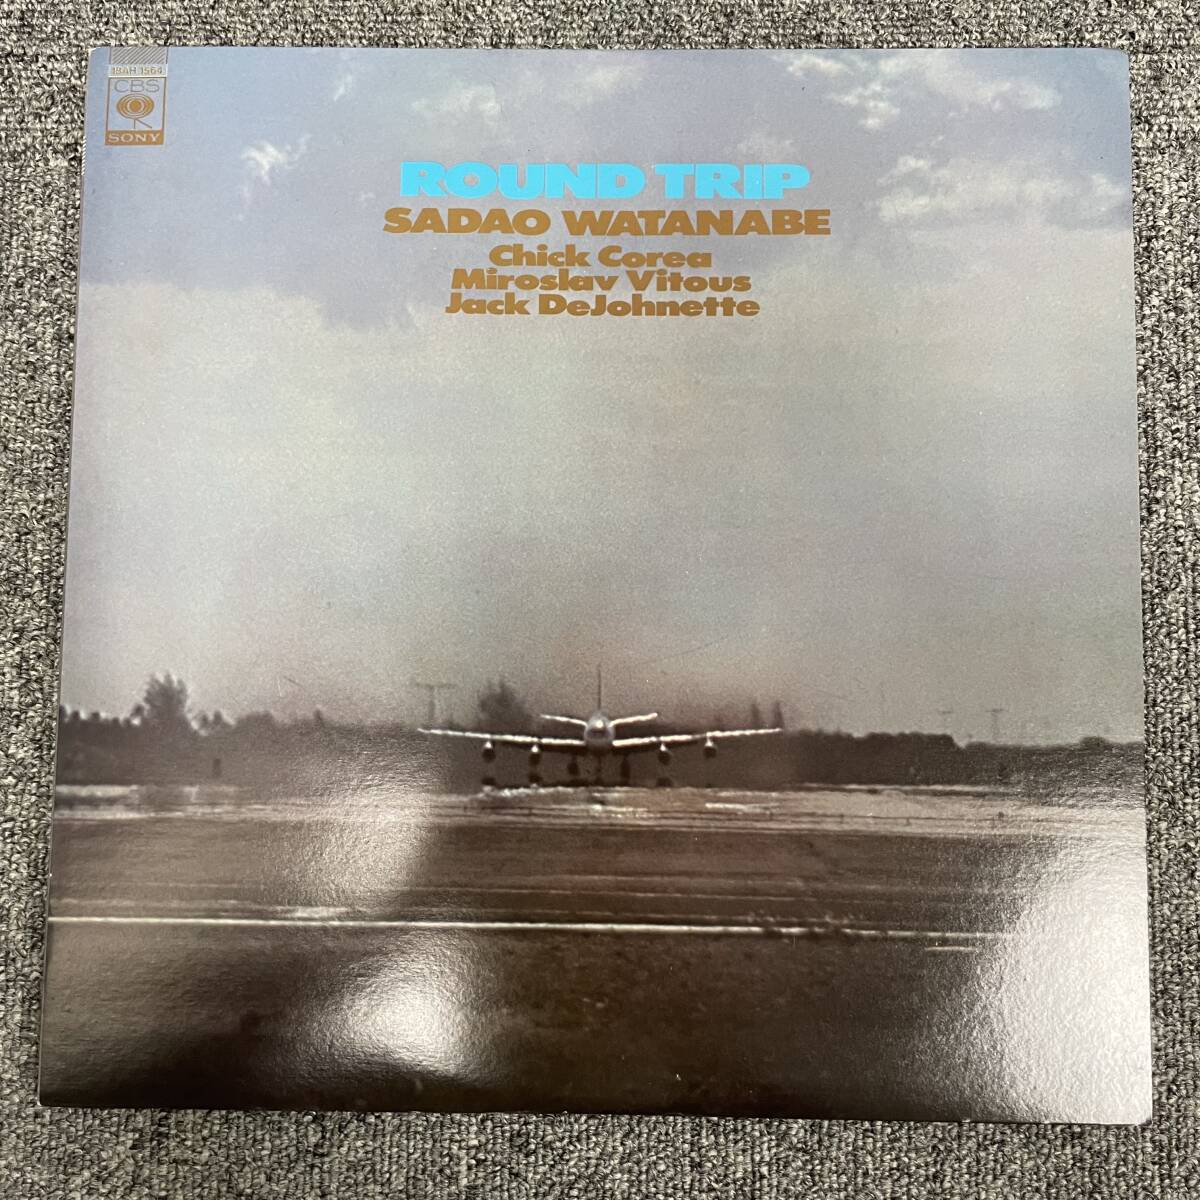 18AH 1564
CBS
SONY
ROUND TRIP
SADAO WATANABE
Chick Corea
Miroslav Vitous
Jack DeJohnette